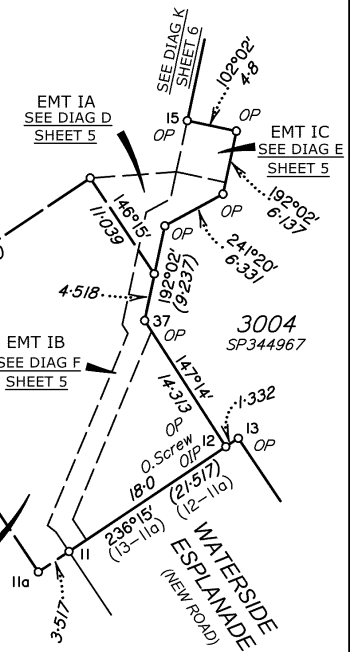 SEE DIAG K
SHEET 6
102°02'
4·8
15
OP
OP
EMT IA
SEE DIAG D
SHEET 5
EMT IC
SEE DIAG E
SHEET 5
146°15'
11·039
192°02'
6·137
OP
241°20'
6·331
192°02'
(9·237)
4·518
37
OP
3004
SP344967
EMT IB
SEE DIAG F
SHEET 5
147°14'
14·313
OP
1·332
12
13
OP
O.Screw
OIP
18·0
(21·517)
(12–11a)
236°15'
(13–11a)
11
11a
3·517
WATERSIDE
ESPLANADE
(NEW ROAD)